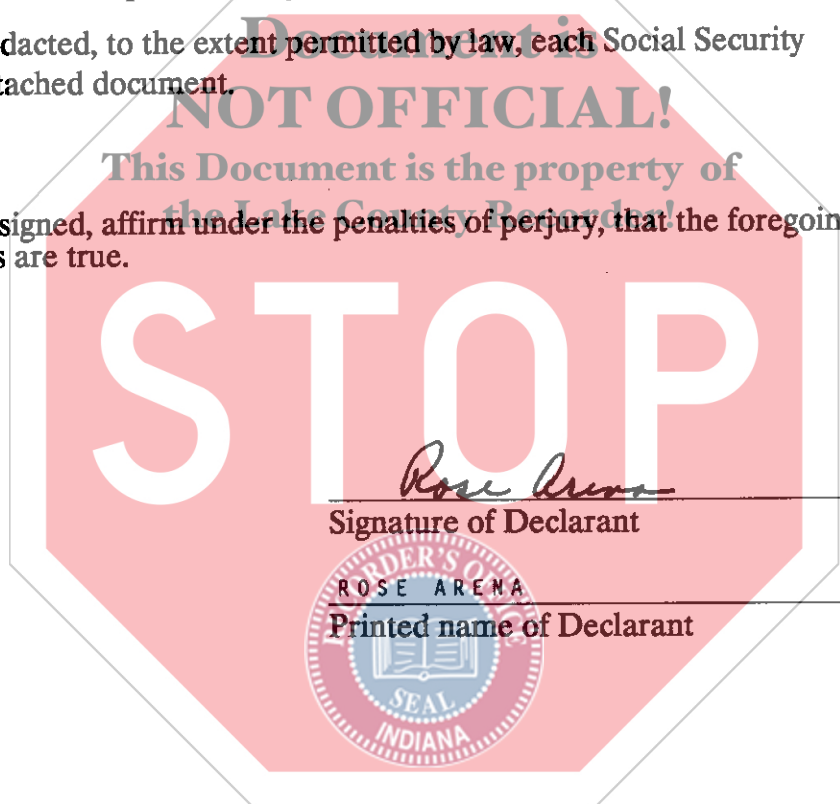 Document is
dacted, to the extent permitted by law, each Social Security
tached document.
NOT OFFICIAL!
This Document is the property of
the Lake County Recorder!
signed, affirm under the penalties of perjury, that the foregoin
s are true.
STOP
Rose Arena
Signature of Declarant
ROSE ARENA
Printed name of Declarant
RECORDER'S OFFICE
SEAL
INDIANA